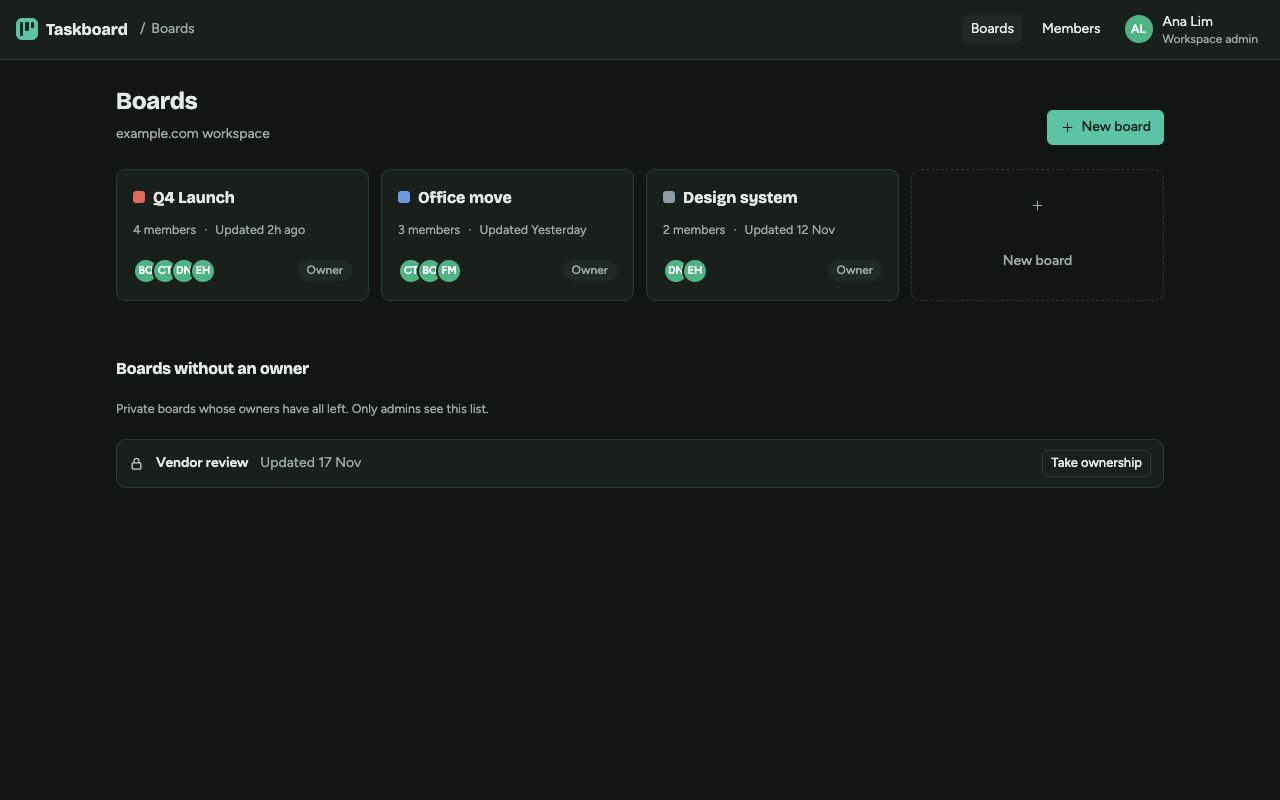 Taskboard / Boards
Boards Members AL Ana Lim
Workspace admin
Boards
example.com workspace
+ New board
Q4 Launch
4 members · Updated 2h ago
BC CT DN EH Owner
Office move
3 members · Updated Yesterday
CT BC FM Owner
Design system
2 members · Updated 12 Nov
DN EH Owner
+
New board
Boards without an owner
Private boards whose owners have all left. Only admins see this list.
Vendor review Updated 17 Nov Take ownership